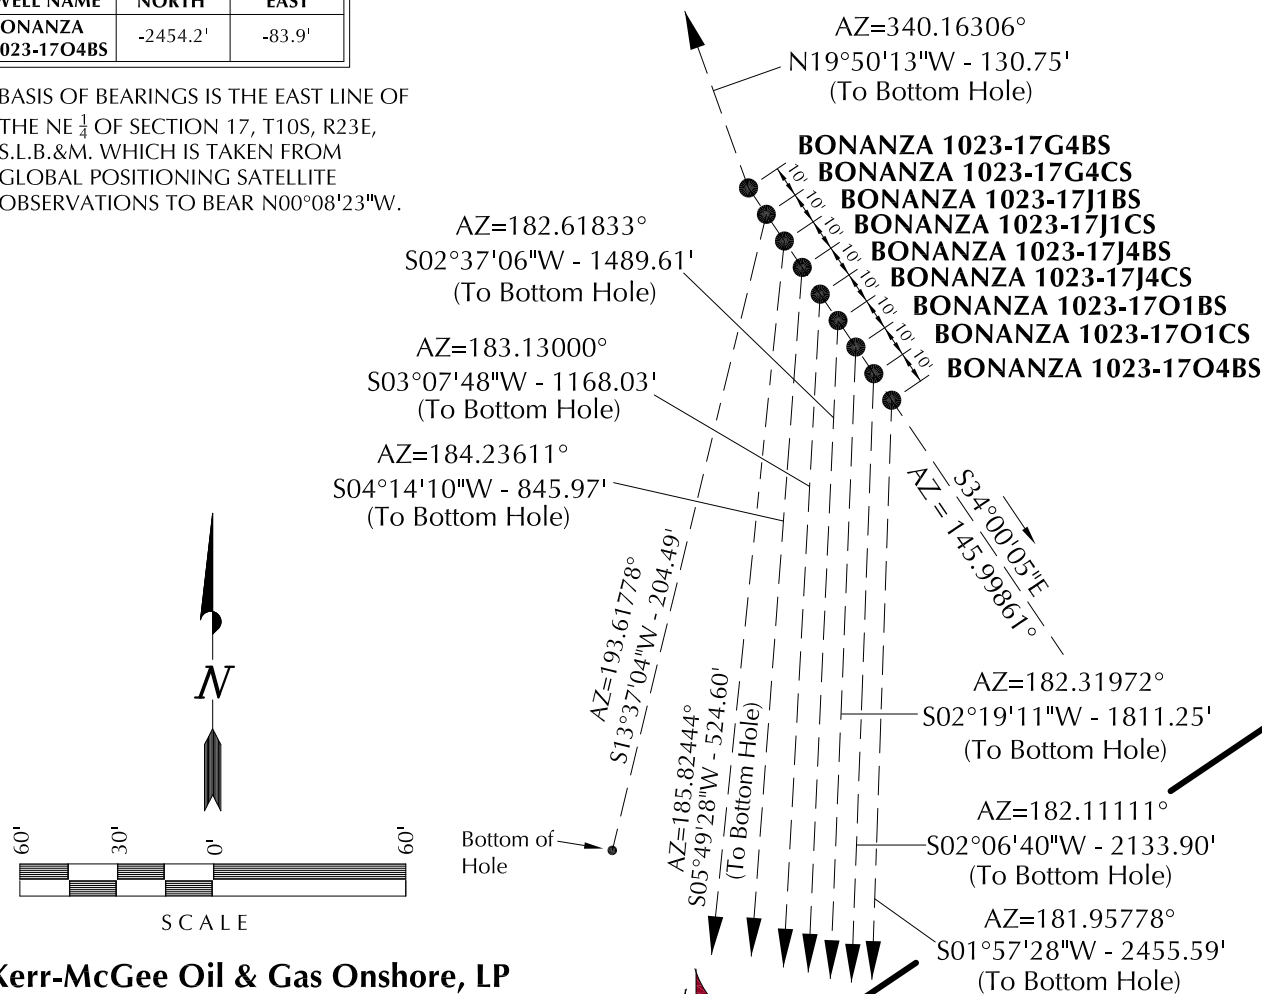 WELL NAME NORTH EAST
BONANZA
1023-17O4BS -2454.2' -83.9'
BASIS OF BEARINGS IS THE EAST LINE OF
THE NE 1/4 OF SECTION 17, T10S, R23E,
S.L.B.&M. WHICH IS TAKEN FROM
GLOBAL POSITIONING SATELLITE
OBSERVATIONS TO BEAR N00°08'23"W.
AZ=340.16306°
N19°50'13"W - 130.75'
(To Bottom Hole)
BONANZA 1023-17G4BS
BONANZA 1023-17G4CS
BONANZA 1023-17J1BS
BONANZA 1023-17J1CS
BONANZA 1023-17J4BS
BONANZA 1023-17J4CS
BONANZA 1023-17O1BS
BONANZA 1023-17O1CS
BONANZA 1023-17O4BS
10'
10'
10'
10'
10'
10'
10'
10'
AZ=182.61833°
S02°37'06"W - 1489.61'
(To Bottom Hole)
AZ=183.13000°
S03°07'48"W - 1168.03'
(To Bottom Hole)
AZ=184.23611°
S04°14'10"W - 845.97'
(To Bottom Hole)
S34°00'05"E
AZ = 145.99861°
AZ=193.61778°
S13°37'04"W - 204.49'
AZ=185.82444°
S05°49'28"W - 524.60'
(To Bottom Hole)
AZ=182.31972°
S02°19'11"W - 1811.25'
(To Bottom Hole)
AZ=182.11111°
S02°06'40"W - 2133.90'
(To Bottom Hole)
AZ=181.95778°
S01°57'28"W - 2455.59'
(To Bottom Hole)
Bottom of
Hole
N
60' 30' 0' 60'
SCALE
Kerr-McGee Oil & Gas Onshore, LP